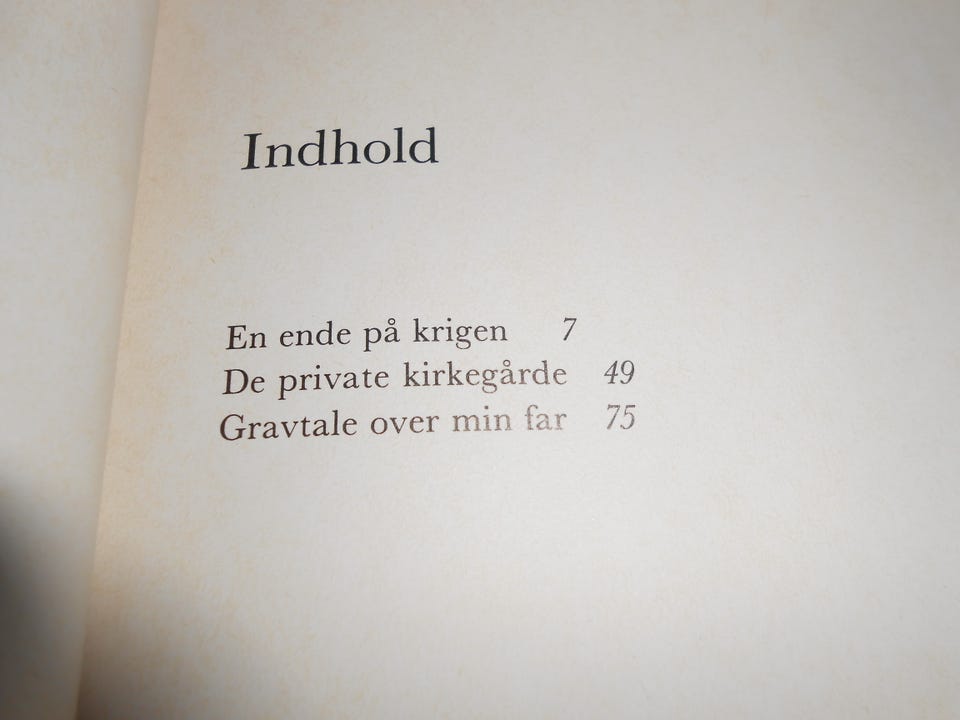 Indhold
En ende på krigen 7
De private kirkegårde 49
Gravtale over min far 75